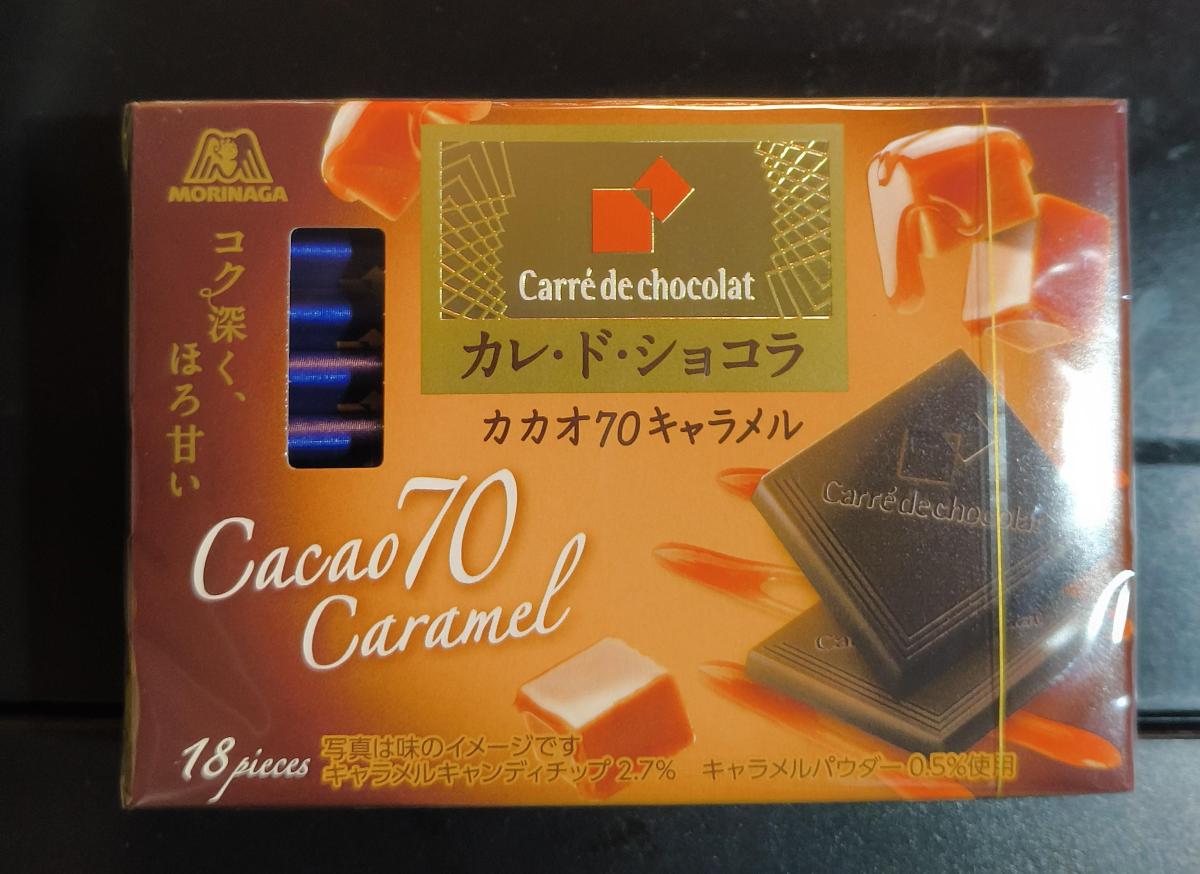 MORINAGA
コク深く、
ほろ甘い
Carré de chocolat
カレ・ド・ショコラ
カカオ70キャラメル
Cacao 70
Caramel
Carré de chocolat
Ca
18 pieces
写真は味のイメージです
キャラメルキャンディチップ2.7% キャラメルパウダー0.5%使用